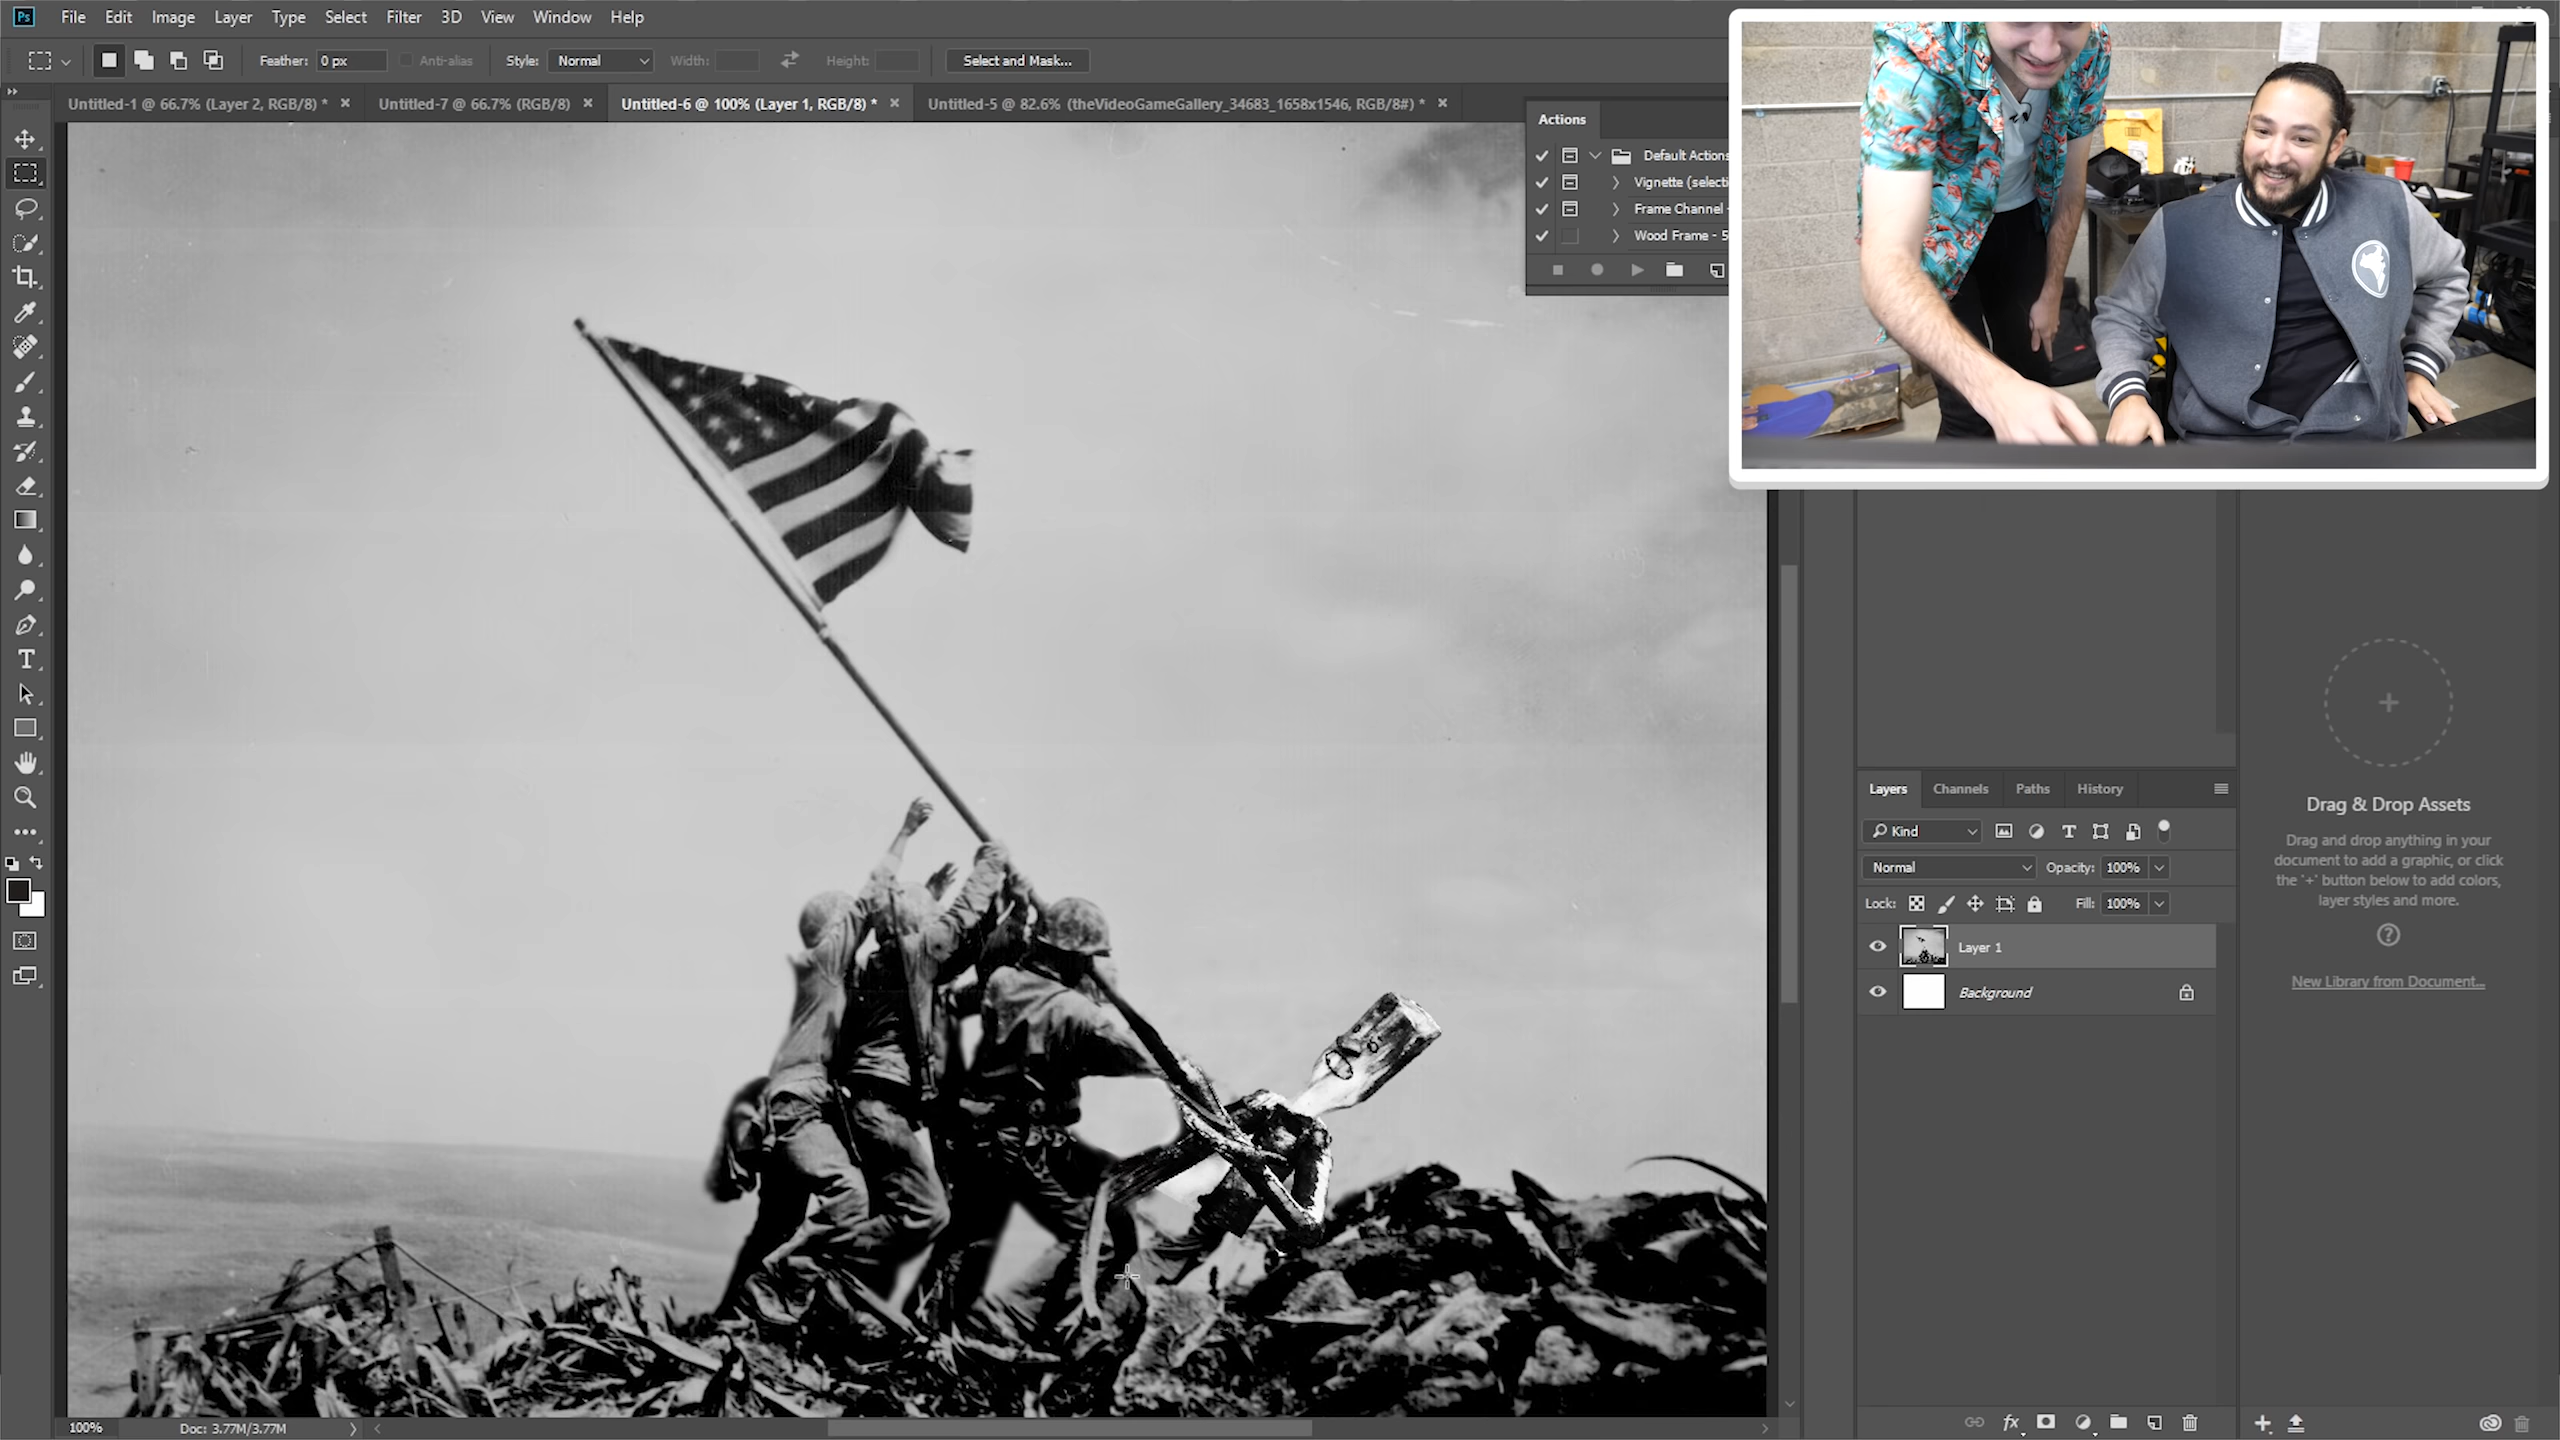 Ps File Edit Image Layer Type Select Filter 3D View Window Help
Feather: 0 px Anti-alias Style: Normal Width: Height: Select and Mask...
Untitled-1 @ 66.7% (Layer 2, RGB/8) * Untitled-7 @ 66.7% (RGB/8) Untitled-6 @ 100% (Layer 1, RGB/8) * Untitled-5 @ 82.6% (theVideoGameGallery_34683_1658x1546, RGB/8#) *
Actions
Default Actions
Vignette (selecti
Frame Channel -
Wood Frame - 5
Layers Channels Paths History
Kind
Normal Opacity: 100%
Lock: Fill: 100%
Layer 1
Background
Drag & Drop Assets
Drag and drop anything in your
document to add a graphic, or click
the '+' button below to add colors,
layer styles and more.
New Library from Document...
100% Doc: 3.77M/3.77M